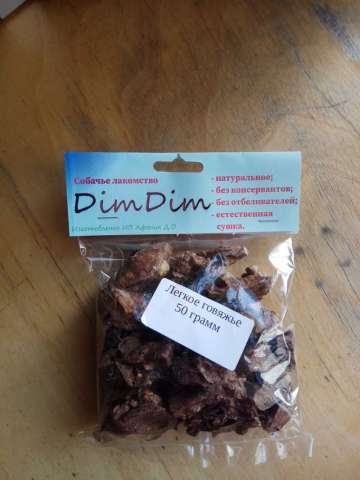 Собачье лакомство
DimDim
Изготовлено ИП Афонин Д.О
- натуральное;
- без консервантов;
- без отбеливателей;
- естественная
сушка.
Легкое говяжье
50 грамм